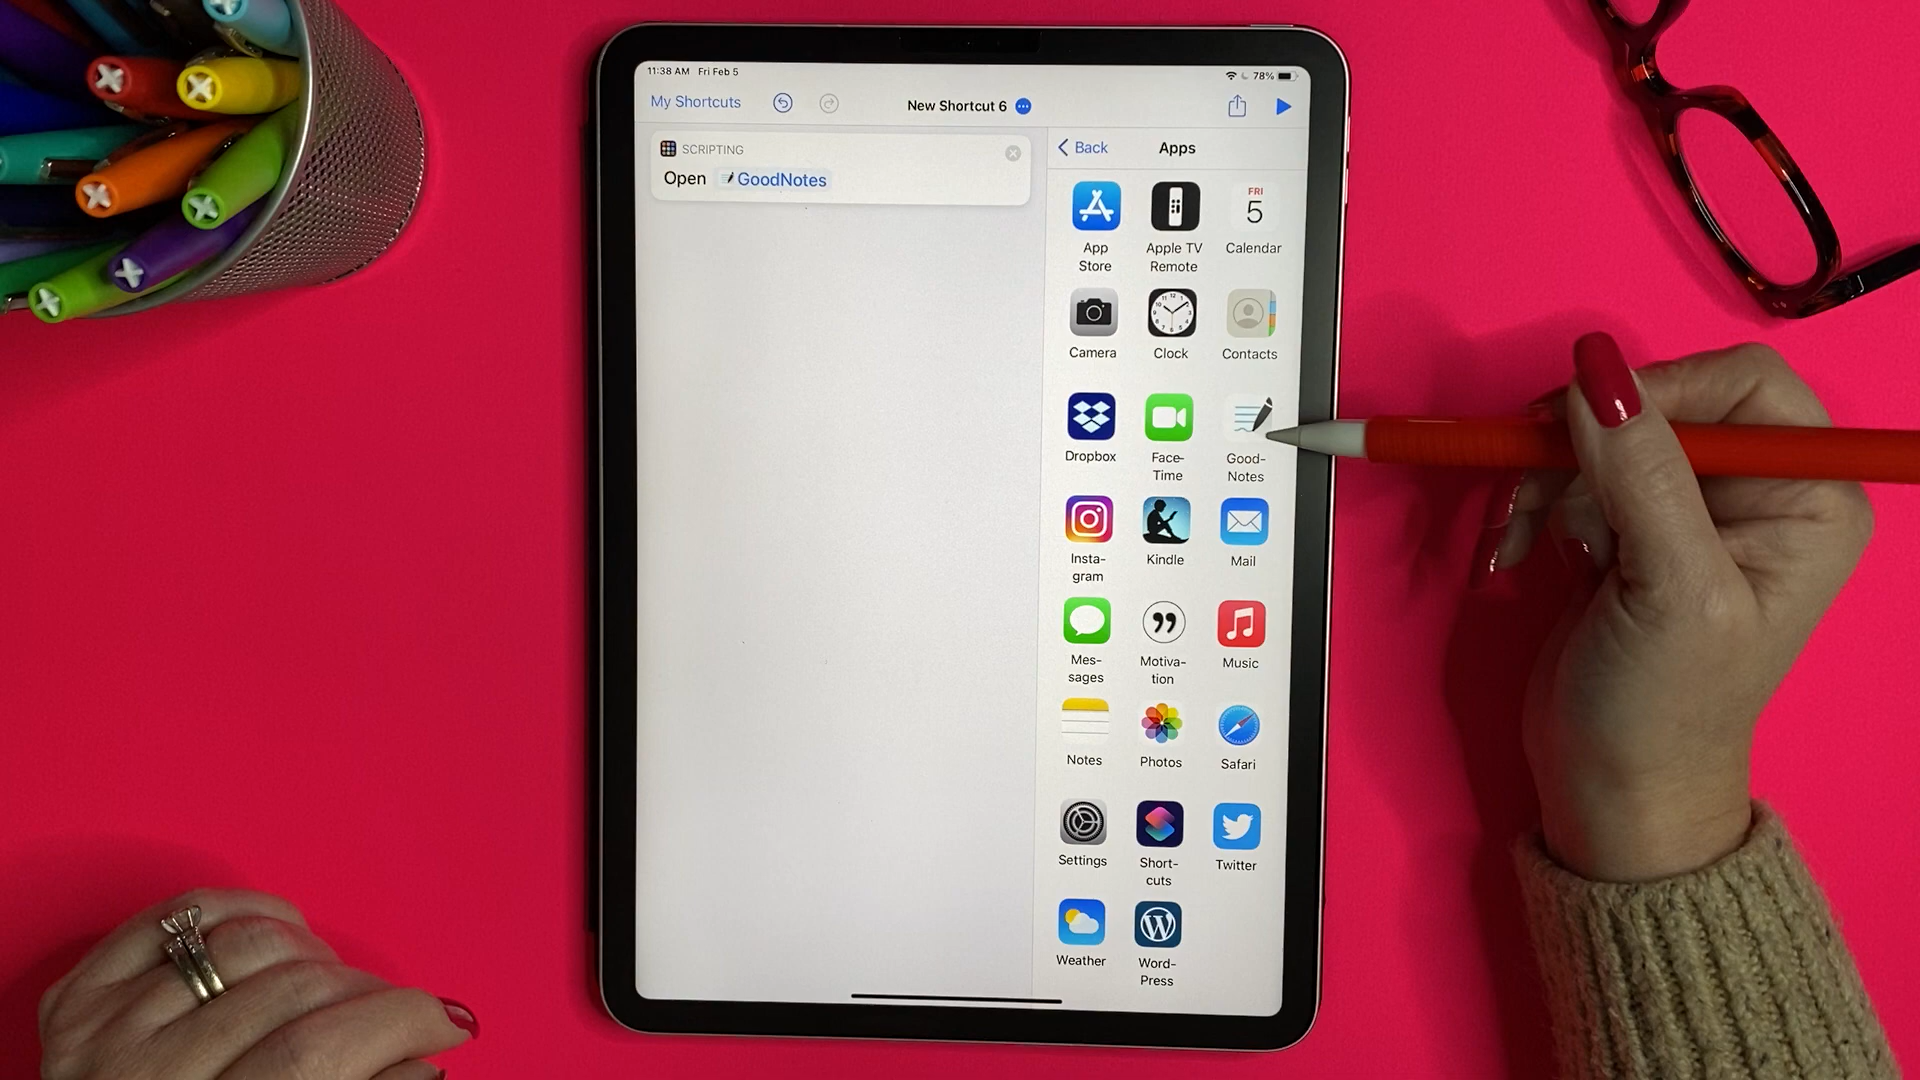 11:38 AM Fri Feb 5
78%
My Shortcuts
New Shortcut 6
SCRIPTING
Open GoodNotes
Back
Apps
App
Store
Apple TV
Remote
FRI
5
Calendar
Camera
Clock
Contacts
Dropbox
Face-
Time
Good-
Notes
Insta-
gram
Kindle
Mail
Mes-
sages
Motiva-
tion
Music
Notes
Photos
Safari
Settings
Short-
cuts
Twitter
Weather
Word-
Press